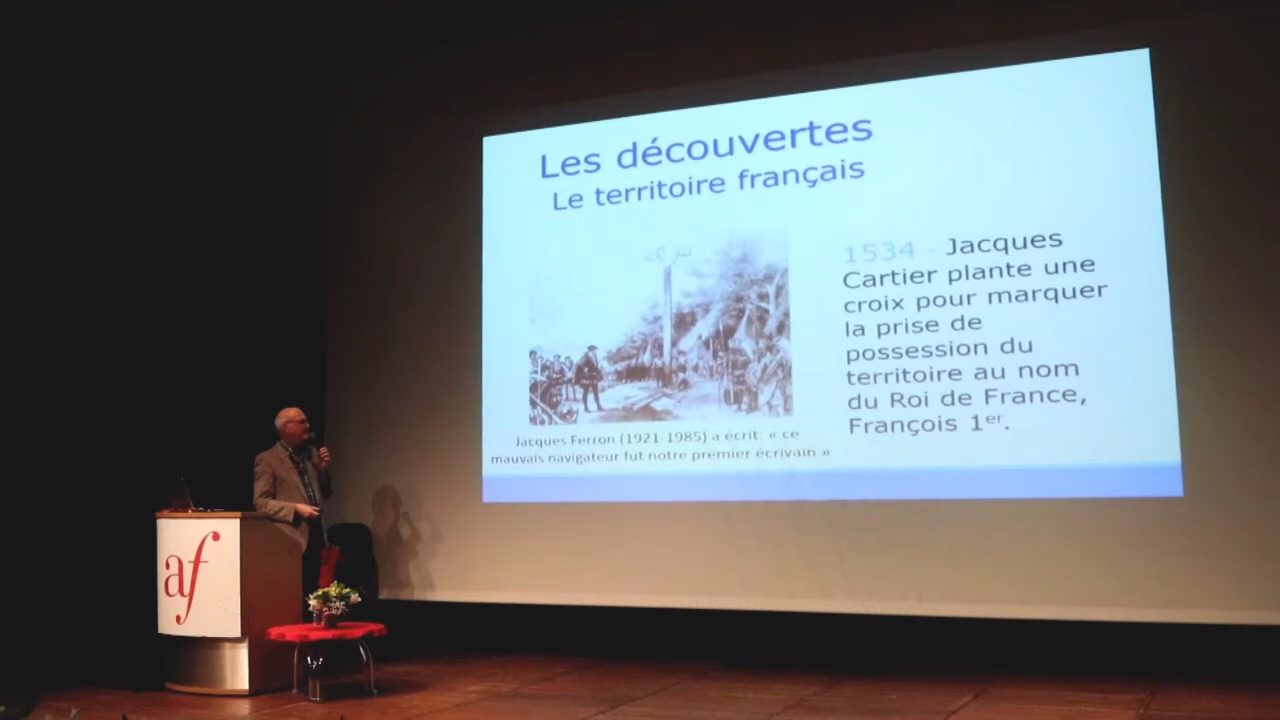 Les découvertes
Le territoire français
1534 - Jacques
Cartier plante une
croix pour marquer
la prise de
possession du
territoire au nom
du Roi de France,
François 1er.
Jacques Ferron (1921-1985) a écrit: « ce
mauvais navigateur fut notre premier écrivain »
af